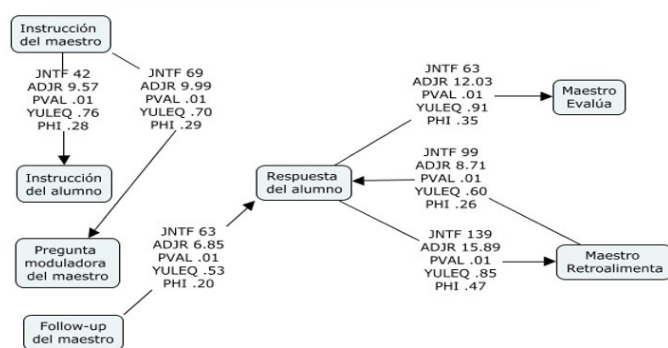 Instrucción
del maestro
JNTF 42
ADJR 9.57
PVAL .01
YULEQ .76
PHI .28
JNTF 69
ADJR 9.99
PVAL .01
YULEQ .70
PHI .29
Instrucción
del alumno
Pregunta
moduladora
del maestro
Follow-up
del maestro
JNTF 63
ADJR 6.85
PVAL .01
YULEQ .53
PHI .20
Respuesta
del alumno
JNTF 63
ADJR 12.03
PVAL .01
YULEQ .91
PHI .35
Maestro
Evalúa
JNTF 99
ADJR 8.71
PVAL .01
YULEQ .60
PHI .26
JNTF 139
ADJR 15.89
PVAL .01
YULEQ .85
PHI .47
Maestro
Retroalimenta